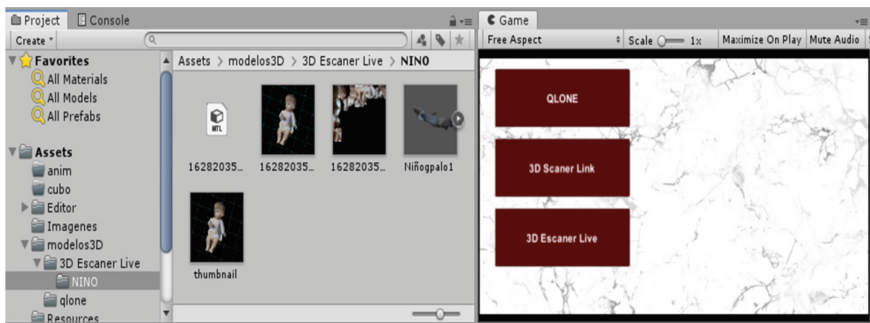 Project
Console
Create
Favorites
All Materials
All Models
All Prefabs
Assets
anim
cubo
Editor
Imagenes
modelos3D
3D Escaner Live
NINO
qlone
Resources
Assets > modelos3D > 3D Escaner Live > NINO
MTL
16282035...
16282035...
16282035...
Niñogpalo1
thumbnail
Game
Free Aspect
Scale
1x
Maximize On Play
Mute Audio
QLONE
3D Scaner Link
3D Escaner Live